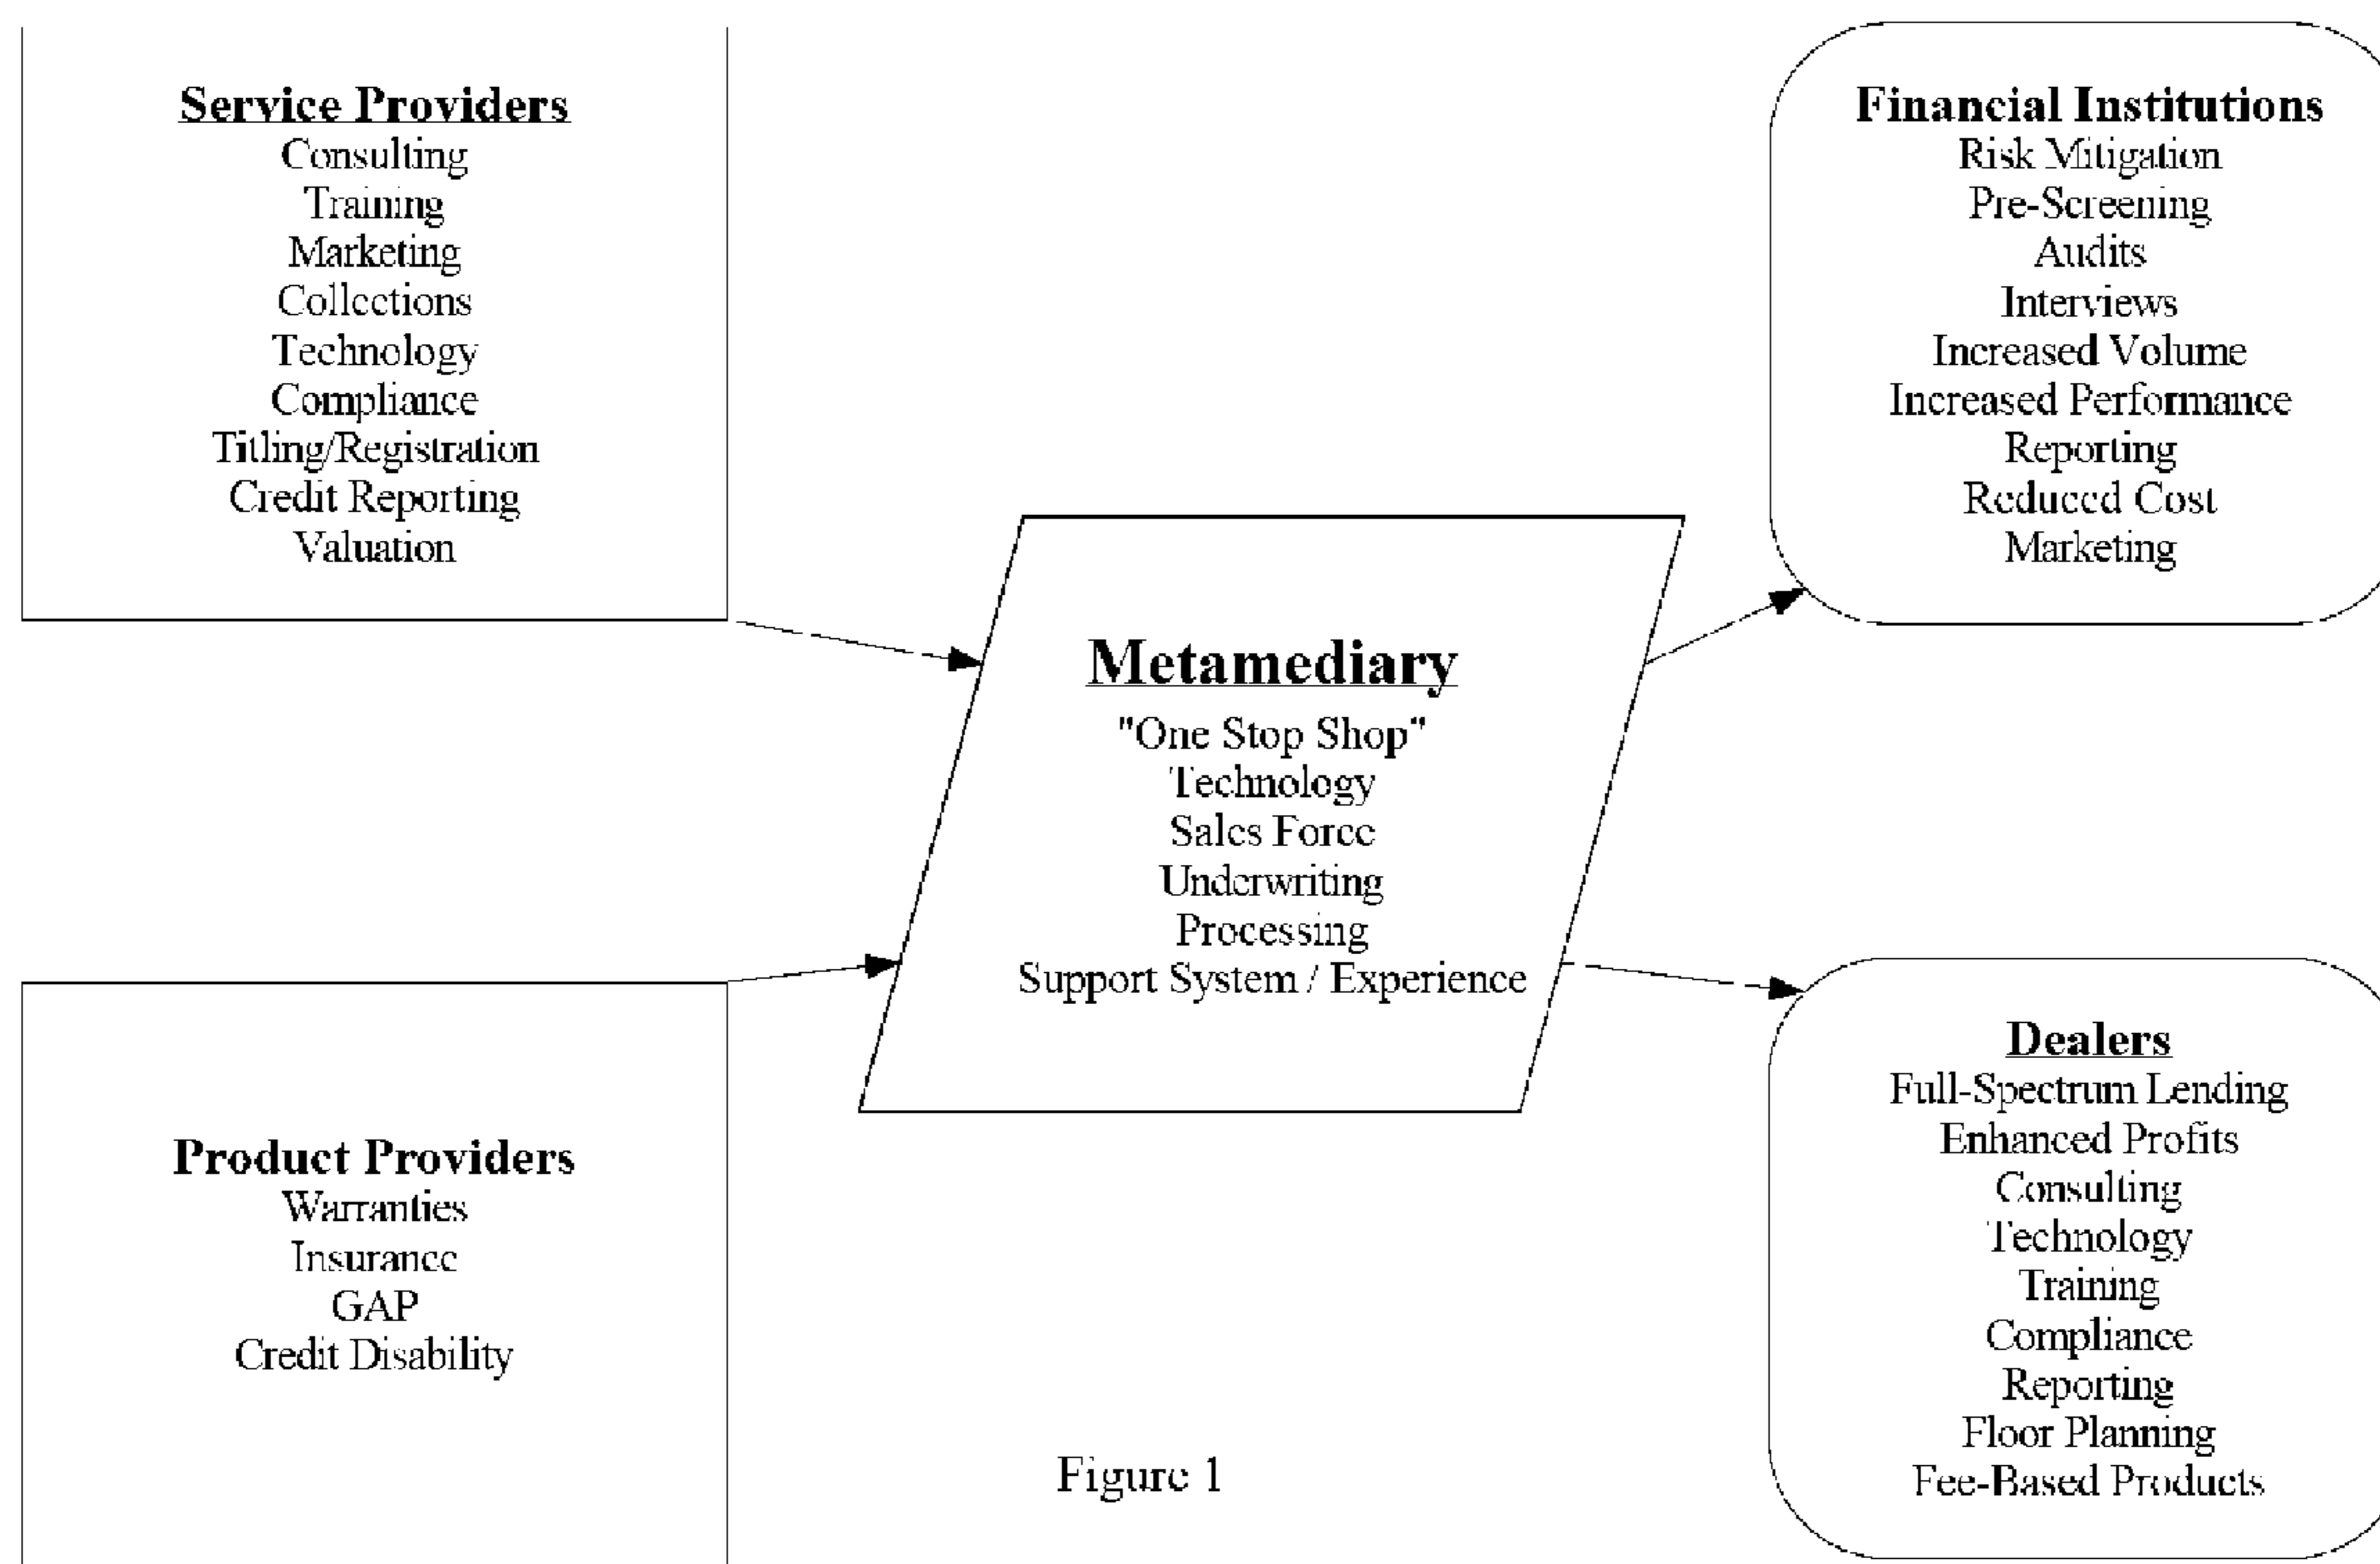 Service Providers
Consulting
Training
Marketing
Collections
Technology
Compliance
Titling/Registration
Credit Reporting
Valuation
Financial Institutions
Risk Mitigation
Pre-Screening
Audits
Interviews
Increased Volume
Increased Performance
Reporting
Reduced Cost
Marketing
Metamediary
"One Stop Shop"
Technology
Sales Force
Underwriting
Processing
Support System / Experience
Product Providers
Warranties
Insurance
GAP
Credit Disability
Dealers
Full-Spectrum Lending
Enhanced Profits
Consulting
Technology
Training
Compliance
Reporting
Floor Planning
Fee-Based Products
Figure 1